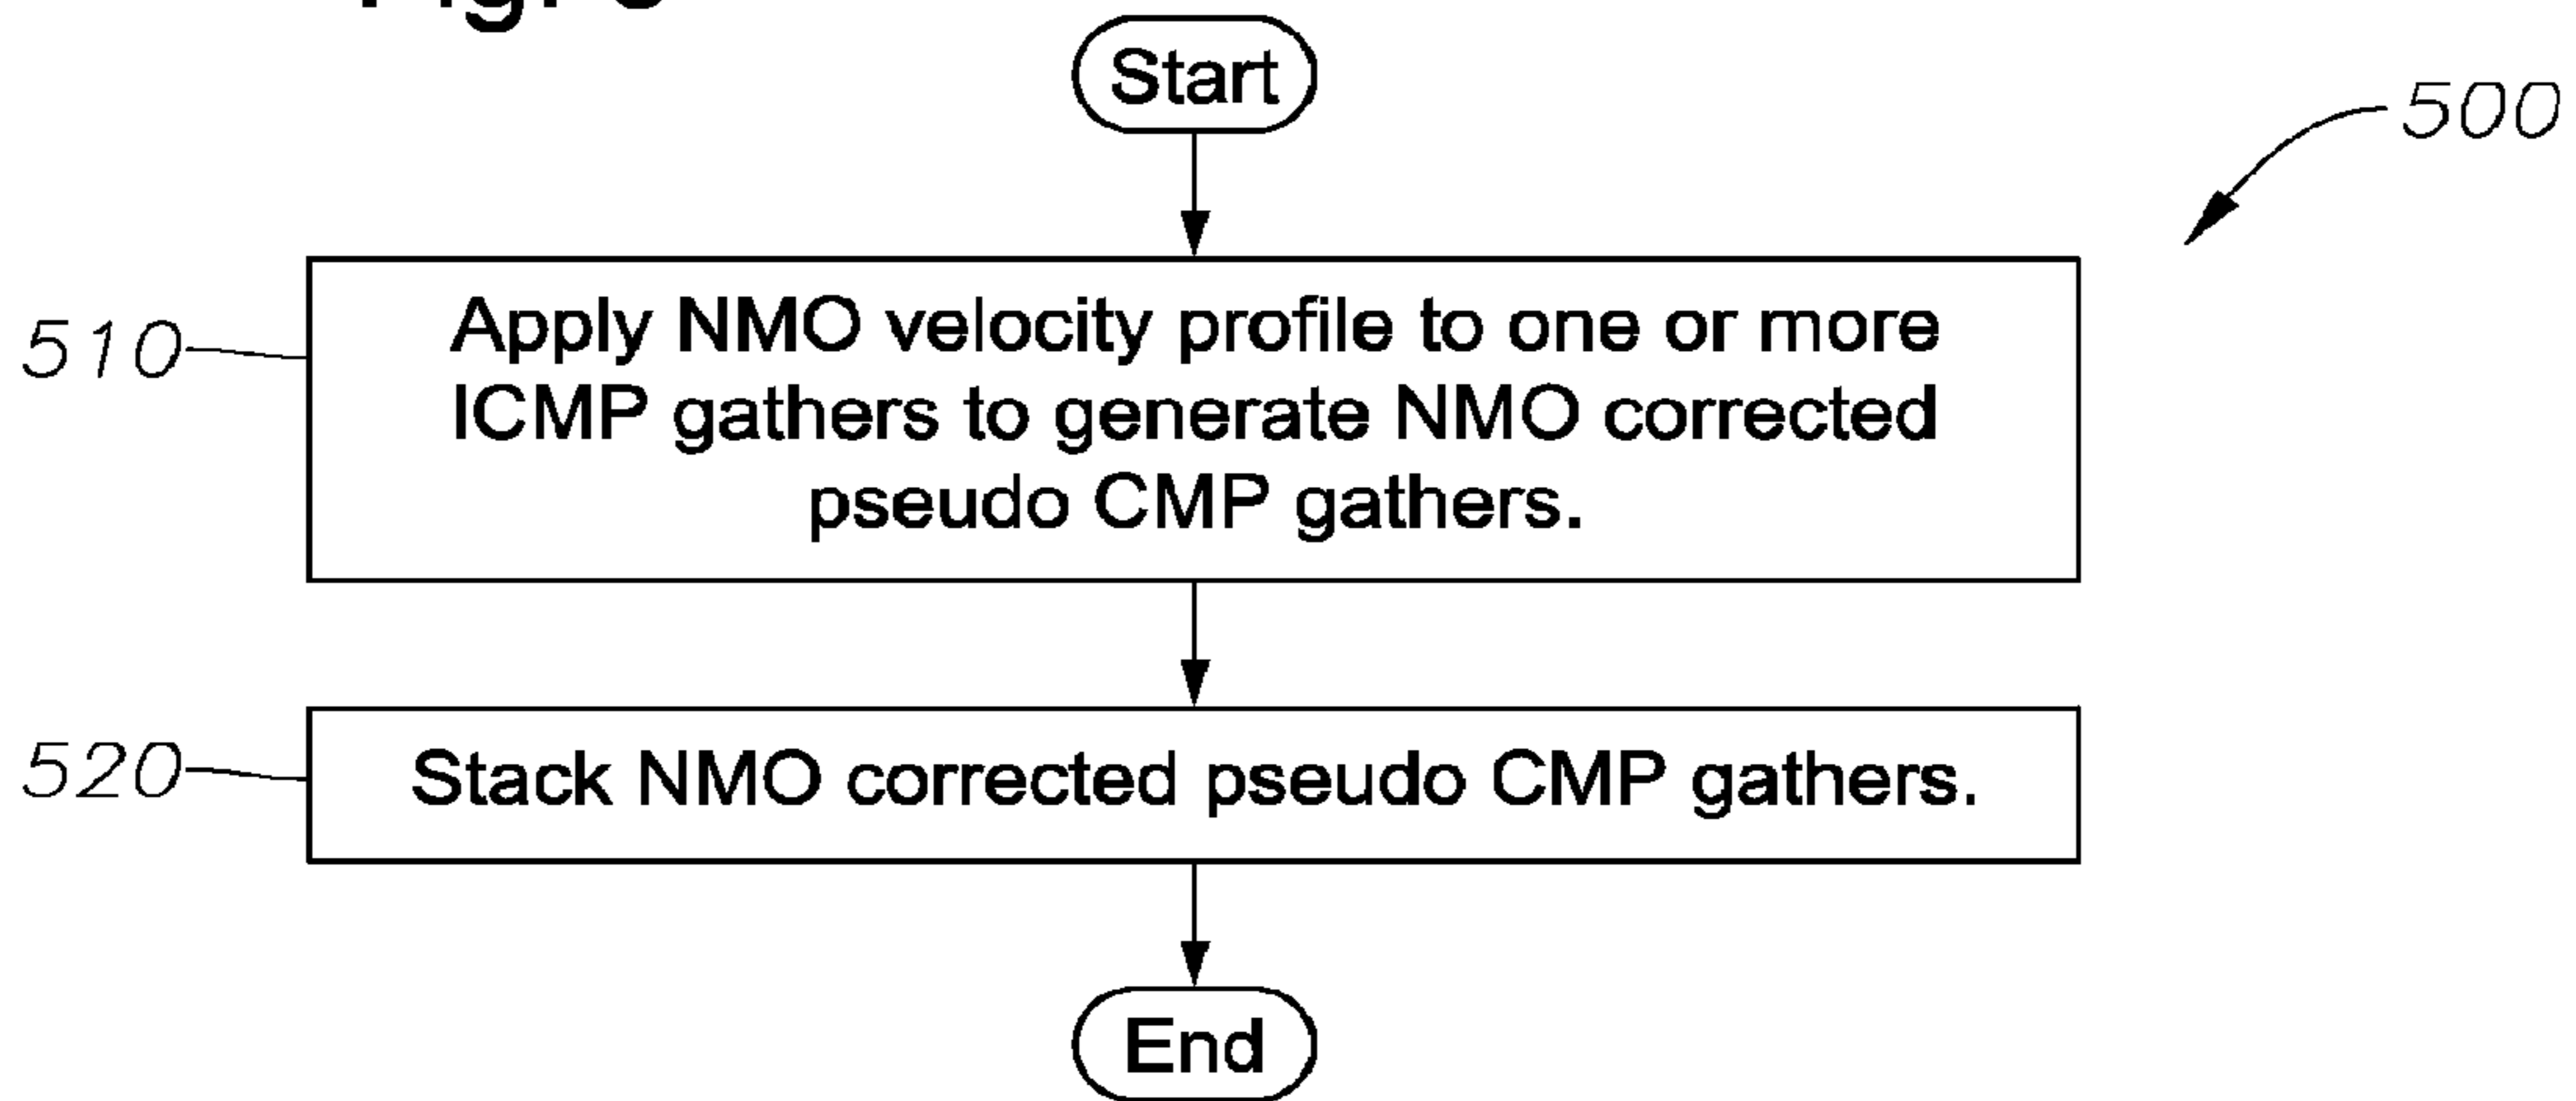 Start
500
510
Apply NMO velocity profile to one or more
ICMP gathers to generate NMO corrected
pseudo CMP gathers.
520
Stack NMO corrected pseudo CMP gathers.
End